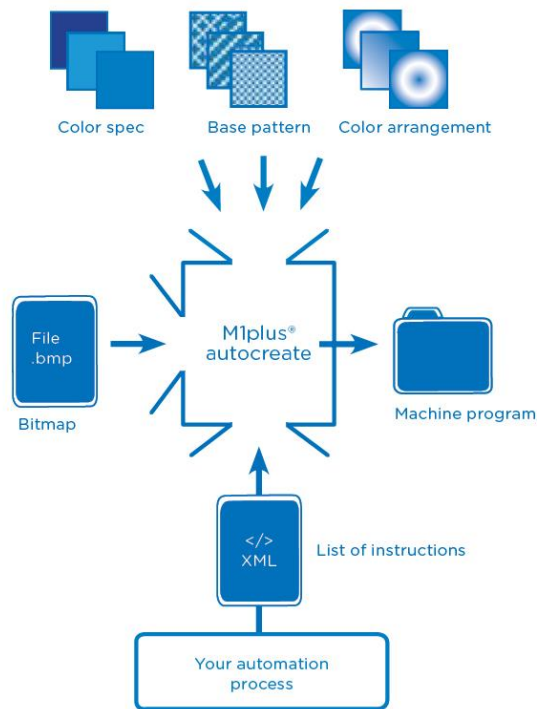 Color spec
Base pattern
Color arrangement
M1plus®
autocreate
File
.bmp
Bitmap
Machine program
</>
XML
List of instructions
Your automation
process